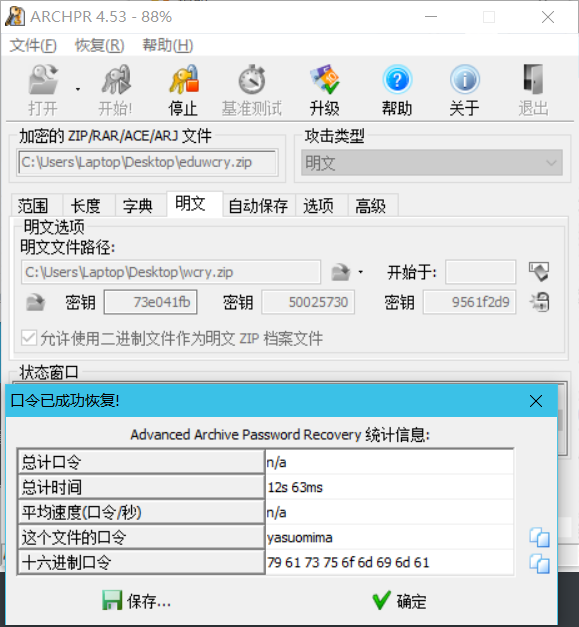 ARCHPR 4.53 - 88%
文件(F) 恢复(R) 帮助(H)
打开 开始! 停止 基准测试 升级 帮助 关于 退出
加密的 ZIP/RAR/ACE/ARJ 文件 攻击类型
C:\Users\Laptop\Desktop\eduwcry.zip 明文
范围 长度 字典 明文 自动保存 选项 高级
明文选项
明文文件路径:
C:\Users\Laptop\Desktop\wcry.zip 开始于:
密钥 73e041fb 密钥 50025730 密钥 9561f2d9
允许使用二进制文件作为明文 ZIP 档案文件
状态窗口
口令已成功恢复!
Advanced Archive Password Recovery 统计信息:
总计口令 n/a
总计时间 12s 63ms
平均速度(口令/秒) n/a
这个文件的口令 yasuomima
十六进制口令 79 61 73 75 6f 6d 69 6d 61
保存... 确定